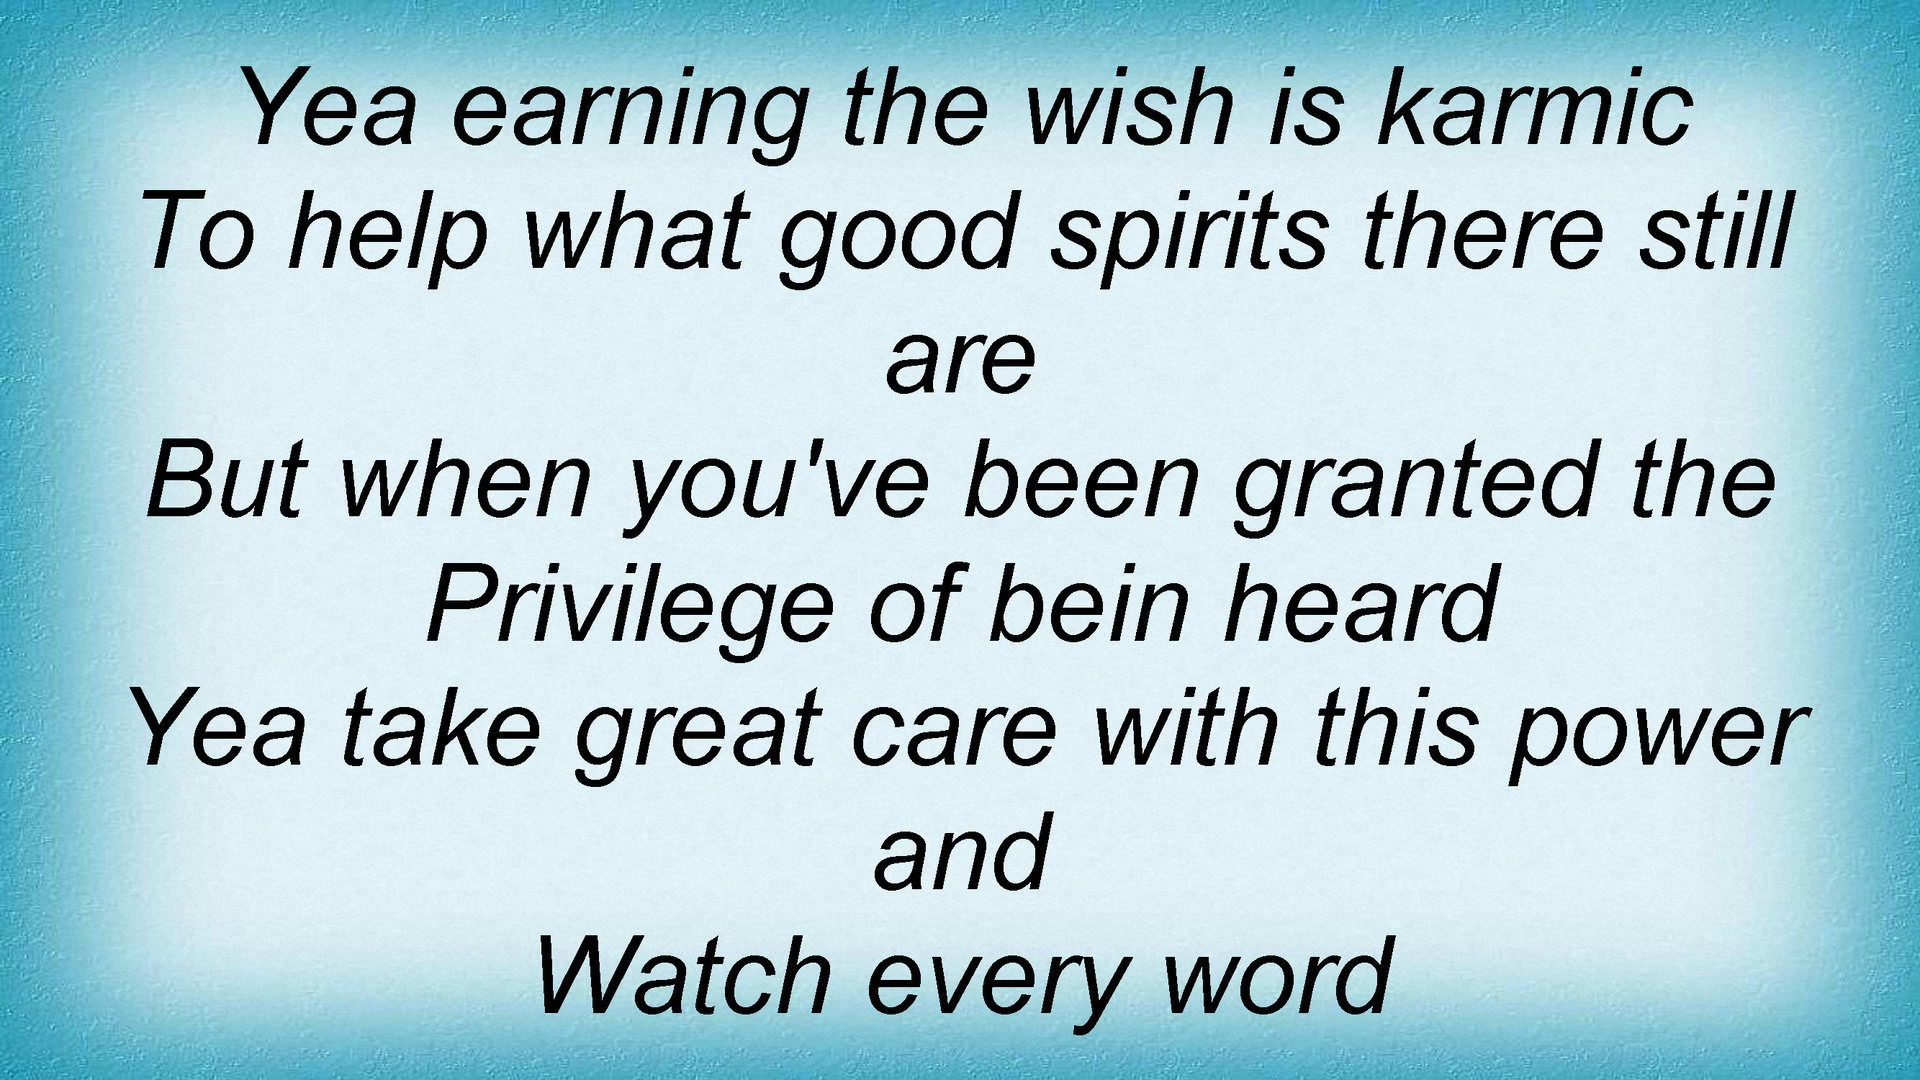 Yea earning the wish is karmic
To help what good spirits there still
are
But when you've been granted the
Privilege of bein heard
Yea take great care with this power
and
Watch every word